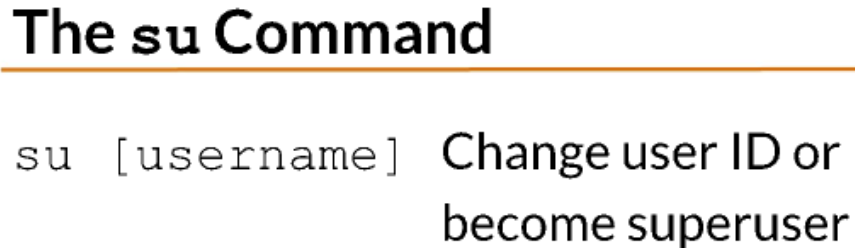 The su Command
su [username] Change user ID or
become superuser